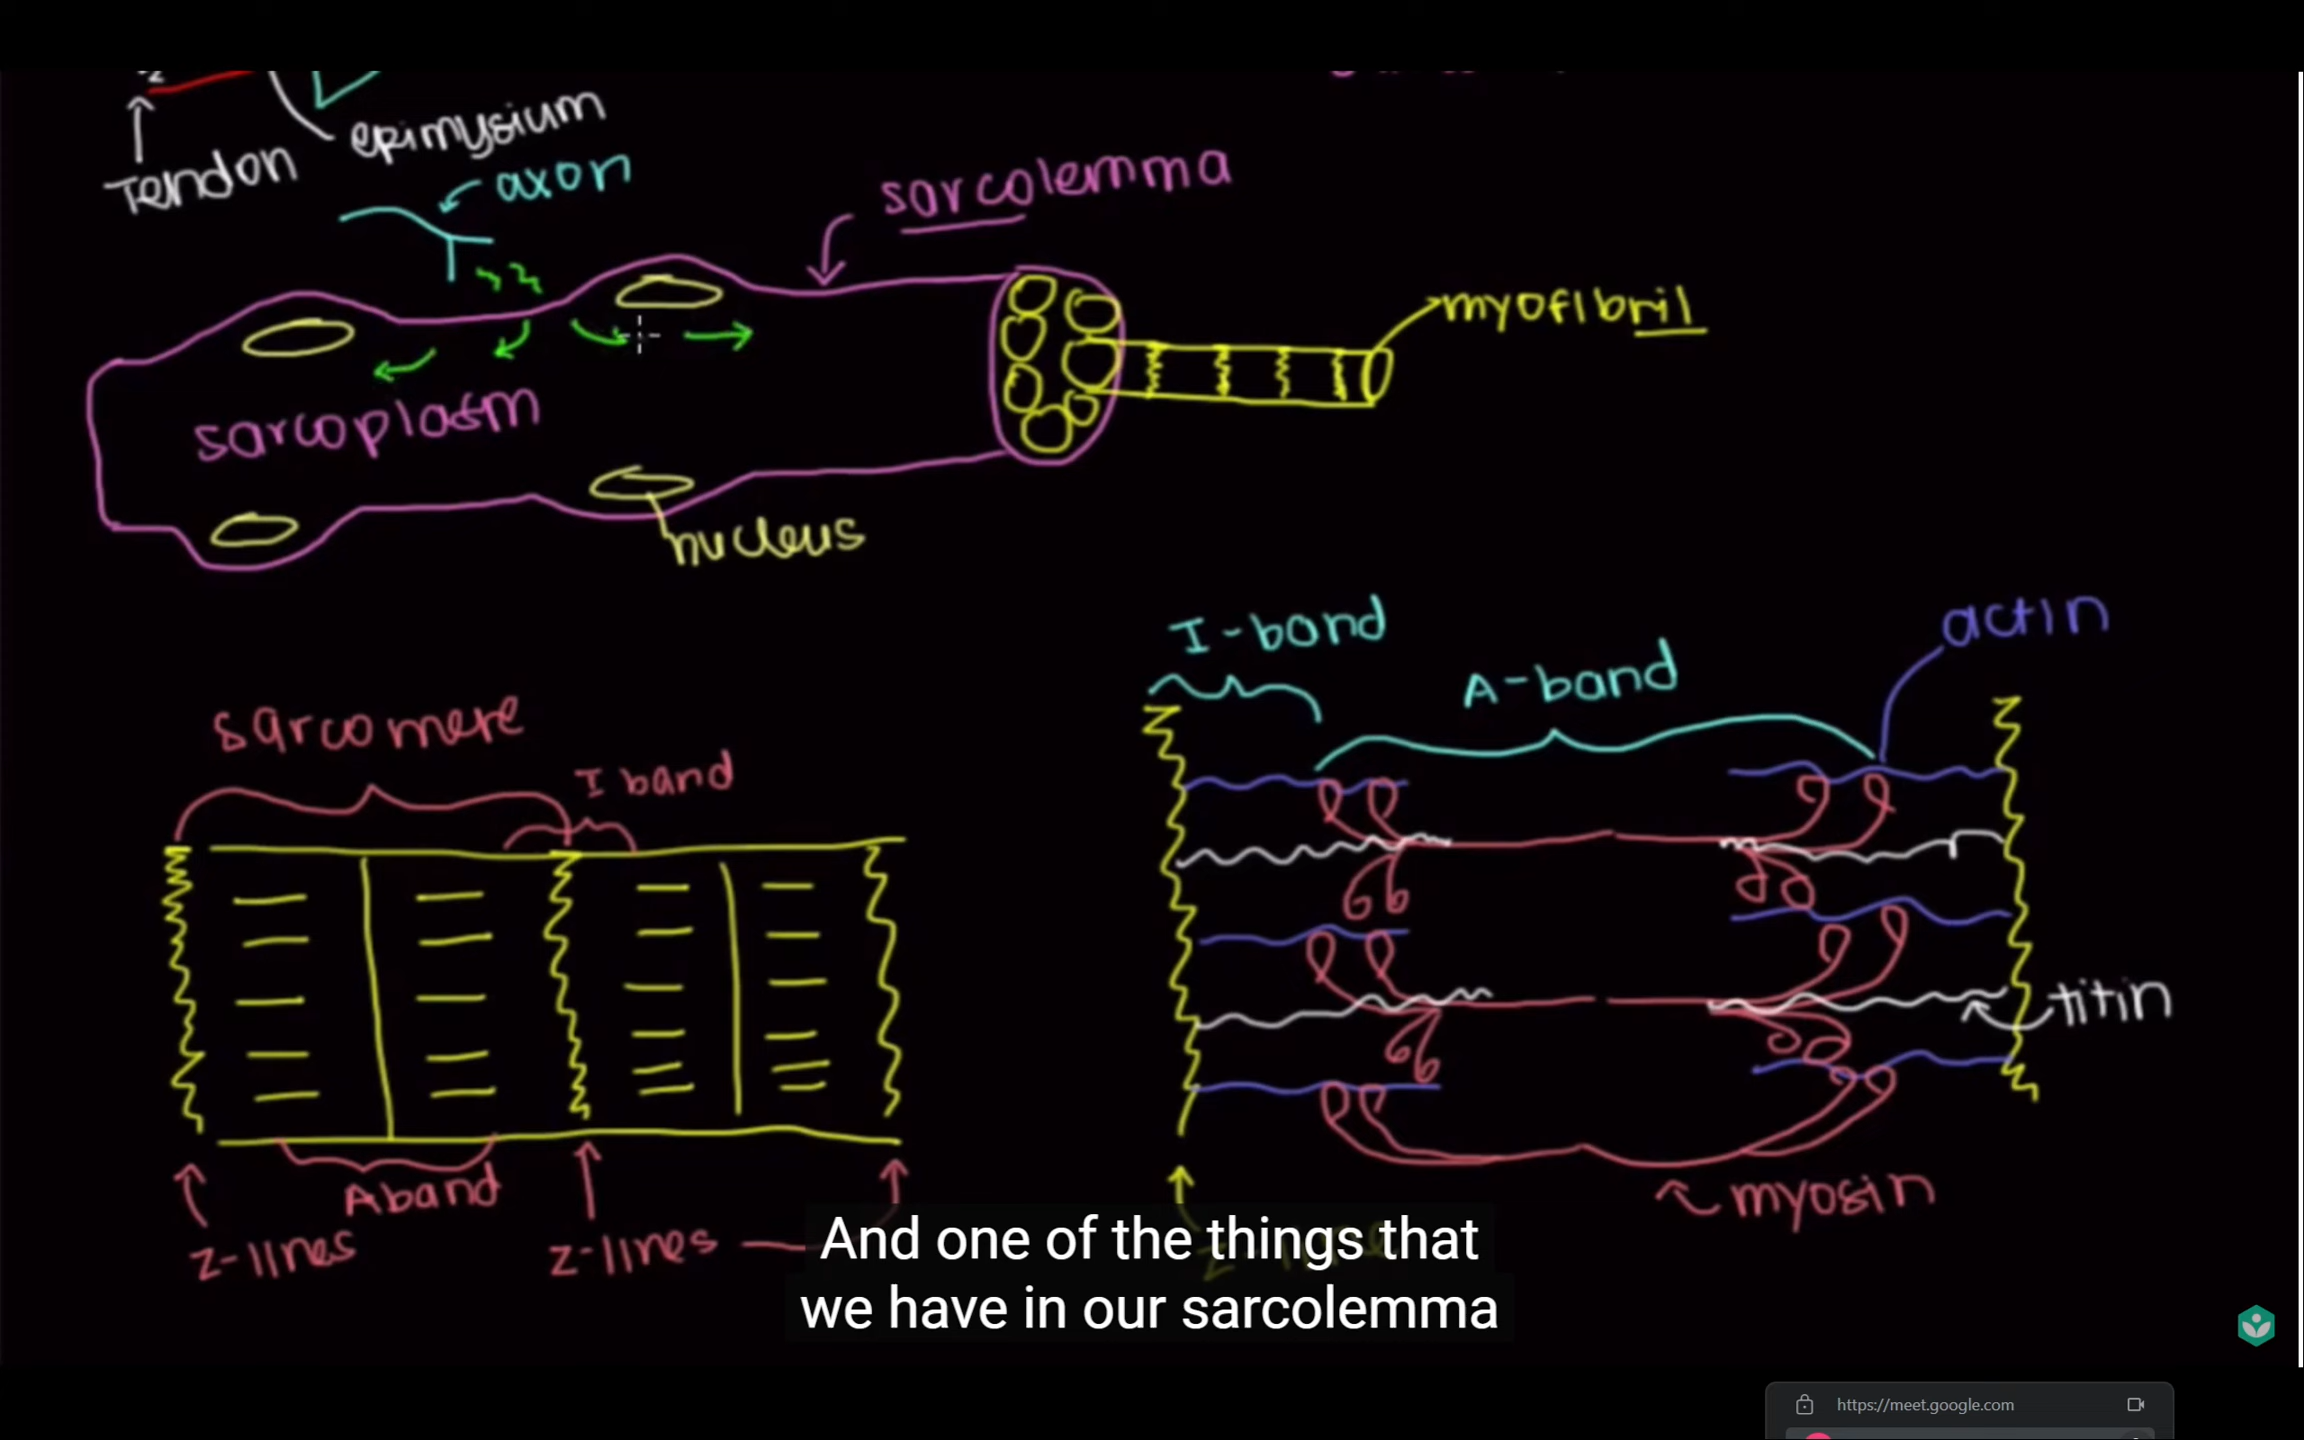 Tendon
epimysium
axon
sarcolemma
myofibril
sarcoplasm
nucleus
I-band
actin
A-band
sarcomere
I band
titin
A band
myosin
z-lines
z-lines
And one of the things that
we have in our sarcolemma
https://meet.google.com